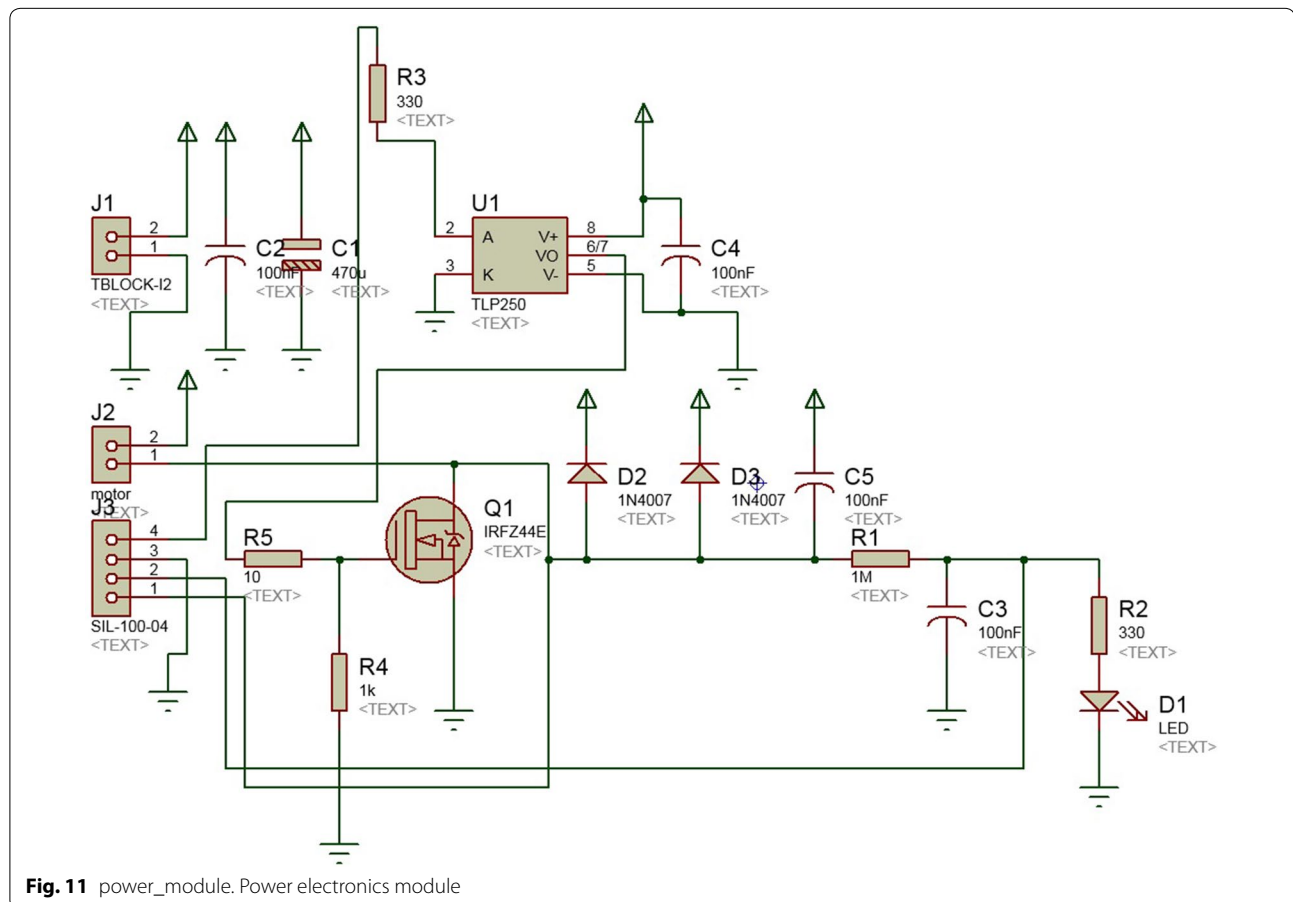 R3
330
<TEXT>
J1
2
1
TBLOCK-I2
<TEXT>
C2
100nF
<TEXT>
C1
470u
<TEXT>
U1
2
3
A
K
V+
VO
V-
8
6/7
5
TLP250
<TEXT>
C4
100nF
<TEXT>
J2
2
1
motor
<TEXT>
J3
4
3
2
1
SIL-100-04
<TEXT>
R5
10
<TEXT>
Q1
IRFZ44E
<TEXT>
D2
1N4007
<TEXT>
D3
1N4007
<TEXT>
C5
100nF
<TEXT>
R1
1M
<TEXT>
R4
1k
<TEXT>
C3
100nF
<TEXT>
R2
330
<TEXT>
D1
LED
<TEXT>
Fig. 11 power_module. Power electronics module